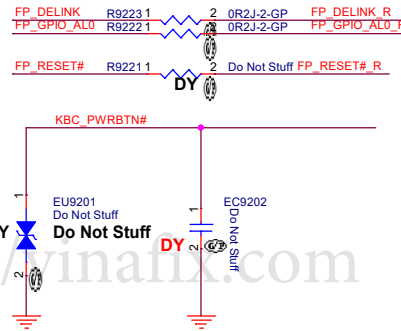 FP_DELINK R9223 1 2 0R2J-2-GP FP_DELINK_R
FP_GPIO_AL0 R9222 1 2 0R2J-2-GP FP_GPIO_AL0_R
FP_RESET# R9221 1 2 Do Not Stuff FP_RESET#_R
DY
KBC_PWRBTN#
1 EU9201
Do Not Stuff
Y Do Not Stuff
2
1 EC9202
Do Not Stuff
DY
2
/vinafix.com